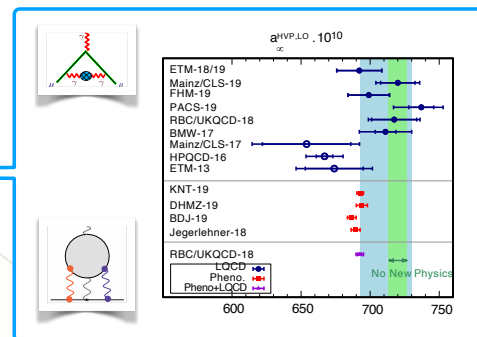 a_∝^{HVP,LO} .10^{10}
ETM-18/19
Mainz/CLS-19
FHM-19
PACS-19
RBC/UKQCD-18
BMW-17
Mainz/CLS-17
HPQCD-16
ETM-13
KNT-19
DHMZ-19
BDJ-19
Jegerlehner-18
RBC/UKQCD-18
LQCD
Pheno.
Pheno+LQCD
No New Physics
600 650 700 750
μ μ